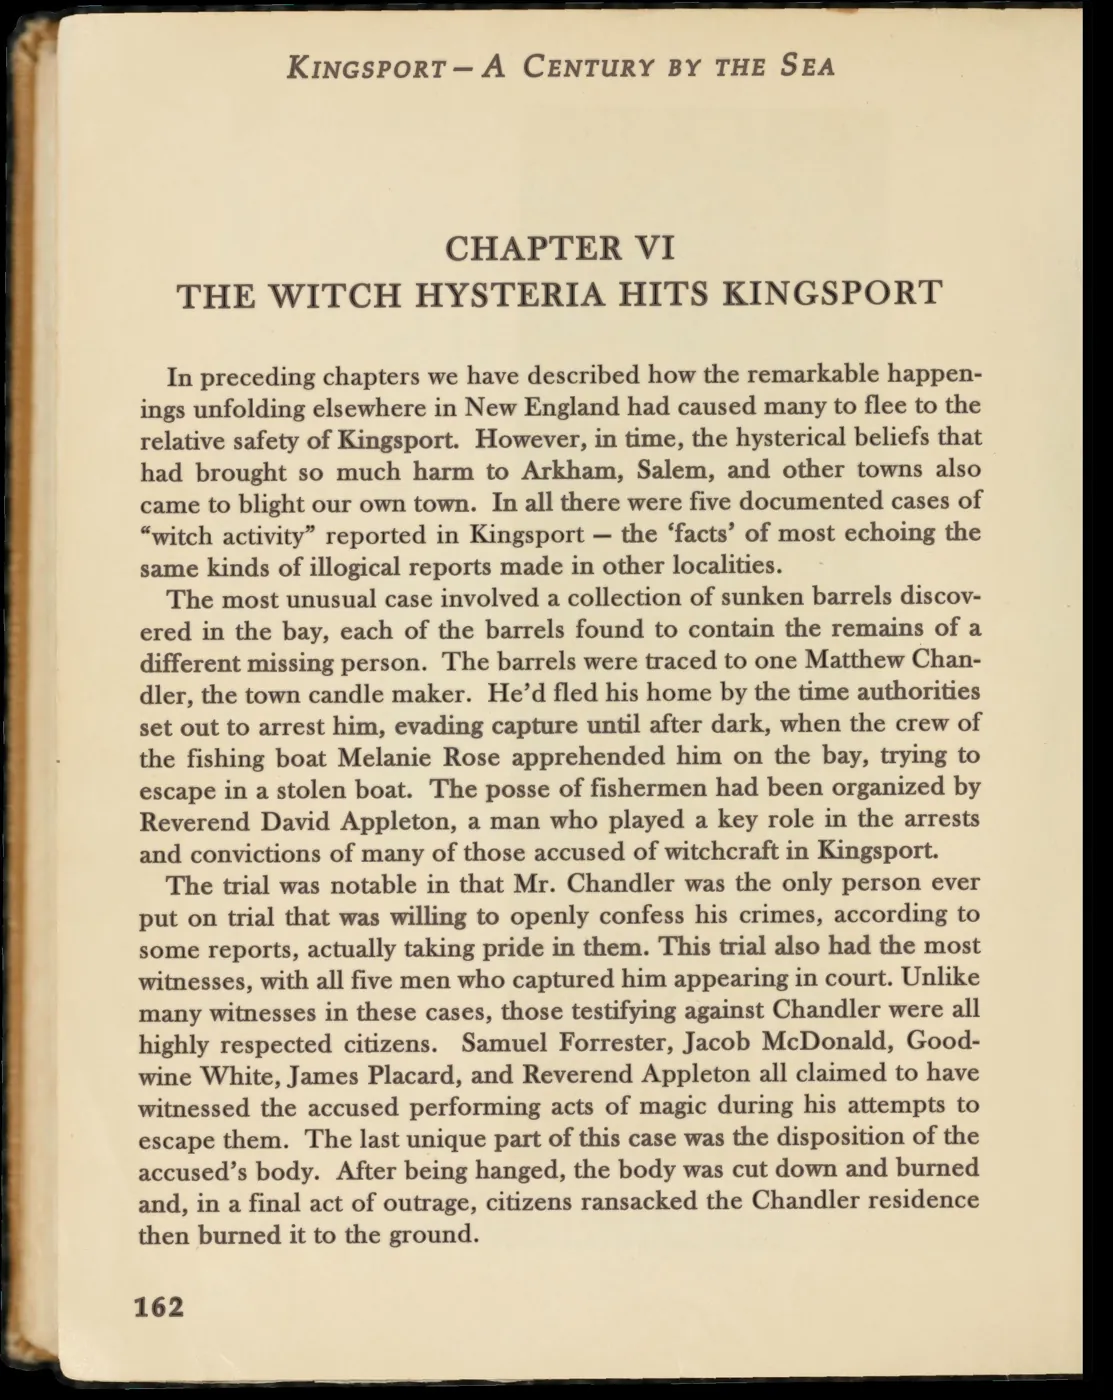 KINGSPORT – A CENTURY BY THE SEA
CHAPTER VI
THE WITCH HYSTERIA HITS KINGSPORT
In preceding chapters we have described how the remarkable happen-
ings unfolding elsewhere in New England had caused many to flee to the
relative safety of Kingsport. However, in time, the hysterical beliefs that
had brought so much harm to Arkham, Salem, and other towns also
came to blight our own town. In all there were five documented cases of
“witch activity” reported in Kingsport — the ‘facts’ of most echoing the
same kinds of illogical reports made in other localities.
The most unusual case involved a collection of sunken barrels discov-
ered in the bay, each of the barrels found to contain the remains of a
different missing person. The barrels were traced to one Matthew Chan-
dler, the town candle maker. He’d fled his home by the time authorities
set out to arrest him, evading capture until after dark, when the crew of
the fishing boat Melanie Rose apprehended him on the bay, trying to
escape in a stolen boat. The posse of fishermen had been organized by
Reverend David Appleton, a man who played a key role in the arrests
and convictions of many of those accused of witchcraft in Kingsport.
The trial was notable in that Mr. Chandler was the only person ever
put on trial that was willing to openly confess his crimes, according to
some reports, actually taking pride in them. This trial also had the most
witnesses, with all five men who captured him appearing in court. Unlike
many witnesses in these cases, those testifying against Chandler were all
highly respected citizens. Samuel Forrester, Jacob McDonald, Good-
wine White, James Placard, and Reverend Appleton all claimed to have
witnessed the accused performing acts of magic during his attempts to
escape them. The last unique part of this case was the disposition of the
accused’s body. After being hanged, the body was cut down and burned
and, in a final act of outrage, citizens ransacked the Chandler residence
then burned it to the ground.
162